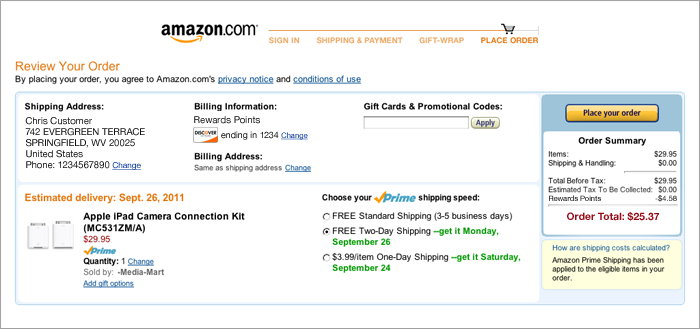 amazon.com
SIGN IN SHIPPING & PAYMENT GIFT-WRAP PLACE ORDER
Review Your Order
By placing your order, you agree to Amazon.com's privacy notice and conditions of use
Shipping Address:
Chris Customer
742 EVERGREEN TERRACE
SPRINGFIELD, WV 20025
United States
Phone: 1234567890 Change
Billing Information:
Rewards Points
DISCOVER ending in 1234 Change
Billing Address:
Same as shipping address Change
Gift Cards & Promotional Codes:
Apply
Estimated delivery: Sept. 26, 2011
Apple iPad Camera Connection Kit
(MC531ZM/A)
$29.95
Prime
Quantity: 1 Change
Sold by: -Media-Mart
Add gift options
Choose your Prime shipping speed:
FREE Standard Shipping (3-5 business days)
FREE Two-Day Shipping --get it Monday,
September 26
$3.99/item One-Day Shipping --get it Saturday,
September 24
Place your order
Order Summary
Items: $29.95
Shipping & Handling: $0.00
Total Before Tax: $29.95
Estimated Tax To Be Collected: $0.00
Rewards Points -$4.58
Order Total: $25.37
How are shipping costs calculated?
Amazon Prime Shipping has been
applied to the eligible items in your
order.